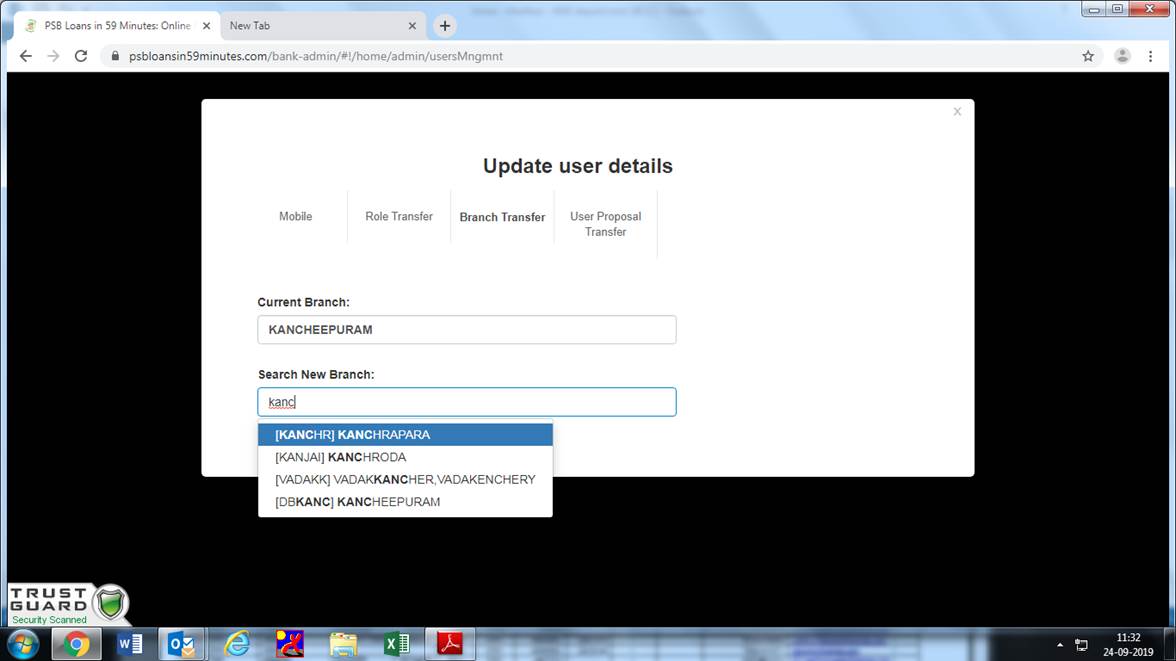 PSB Loans in 59 Minutes: Online
New Tab
psbloansin59minutes.com/bank-admin/#!/home/admin/usersMngmnt
x
Update user details
Mobile
Role Transfer
Branch Transfer
User Proposal
Transfer
Current Branch:
KANCHEEPURAM
Search New Branch:
kanc
[KANCHR] KANCHRAPARA
[KANJAI] KANCHRODA
[VADAKK] VADAKKANCHER,VADAKENCHERY
[DBKANC] KANCHEEPURAM
TRUST
GUARD
Security Scanned
11:32
24-09-2019